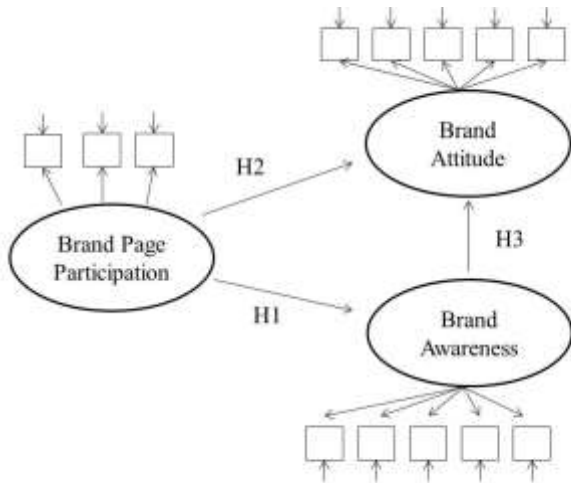 Brand
Attitude
H2
Brand Page
Participation
H3
H1
Brand
Awareness